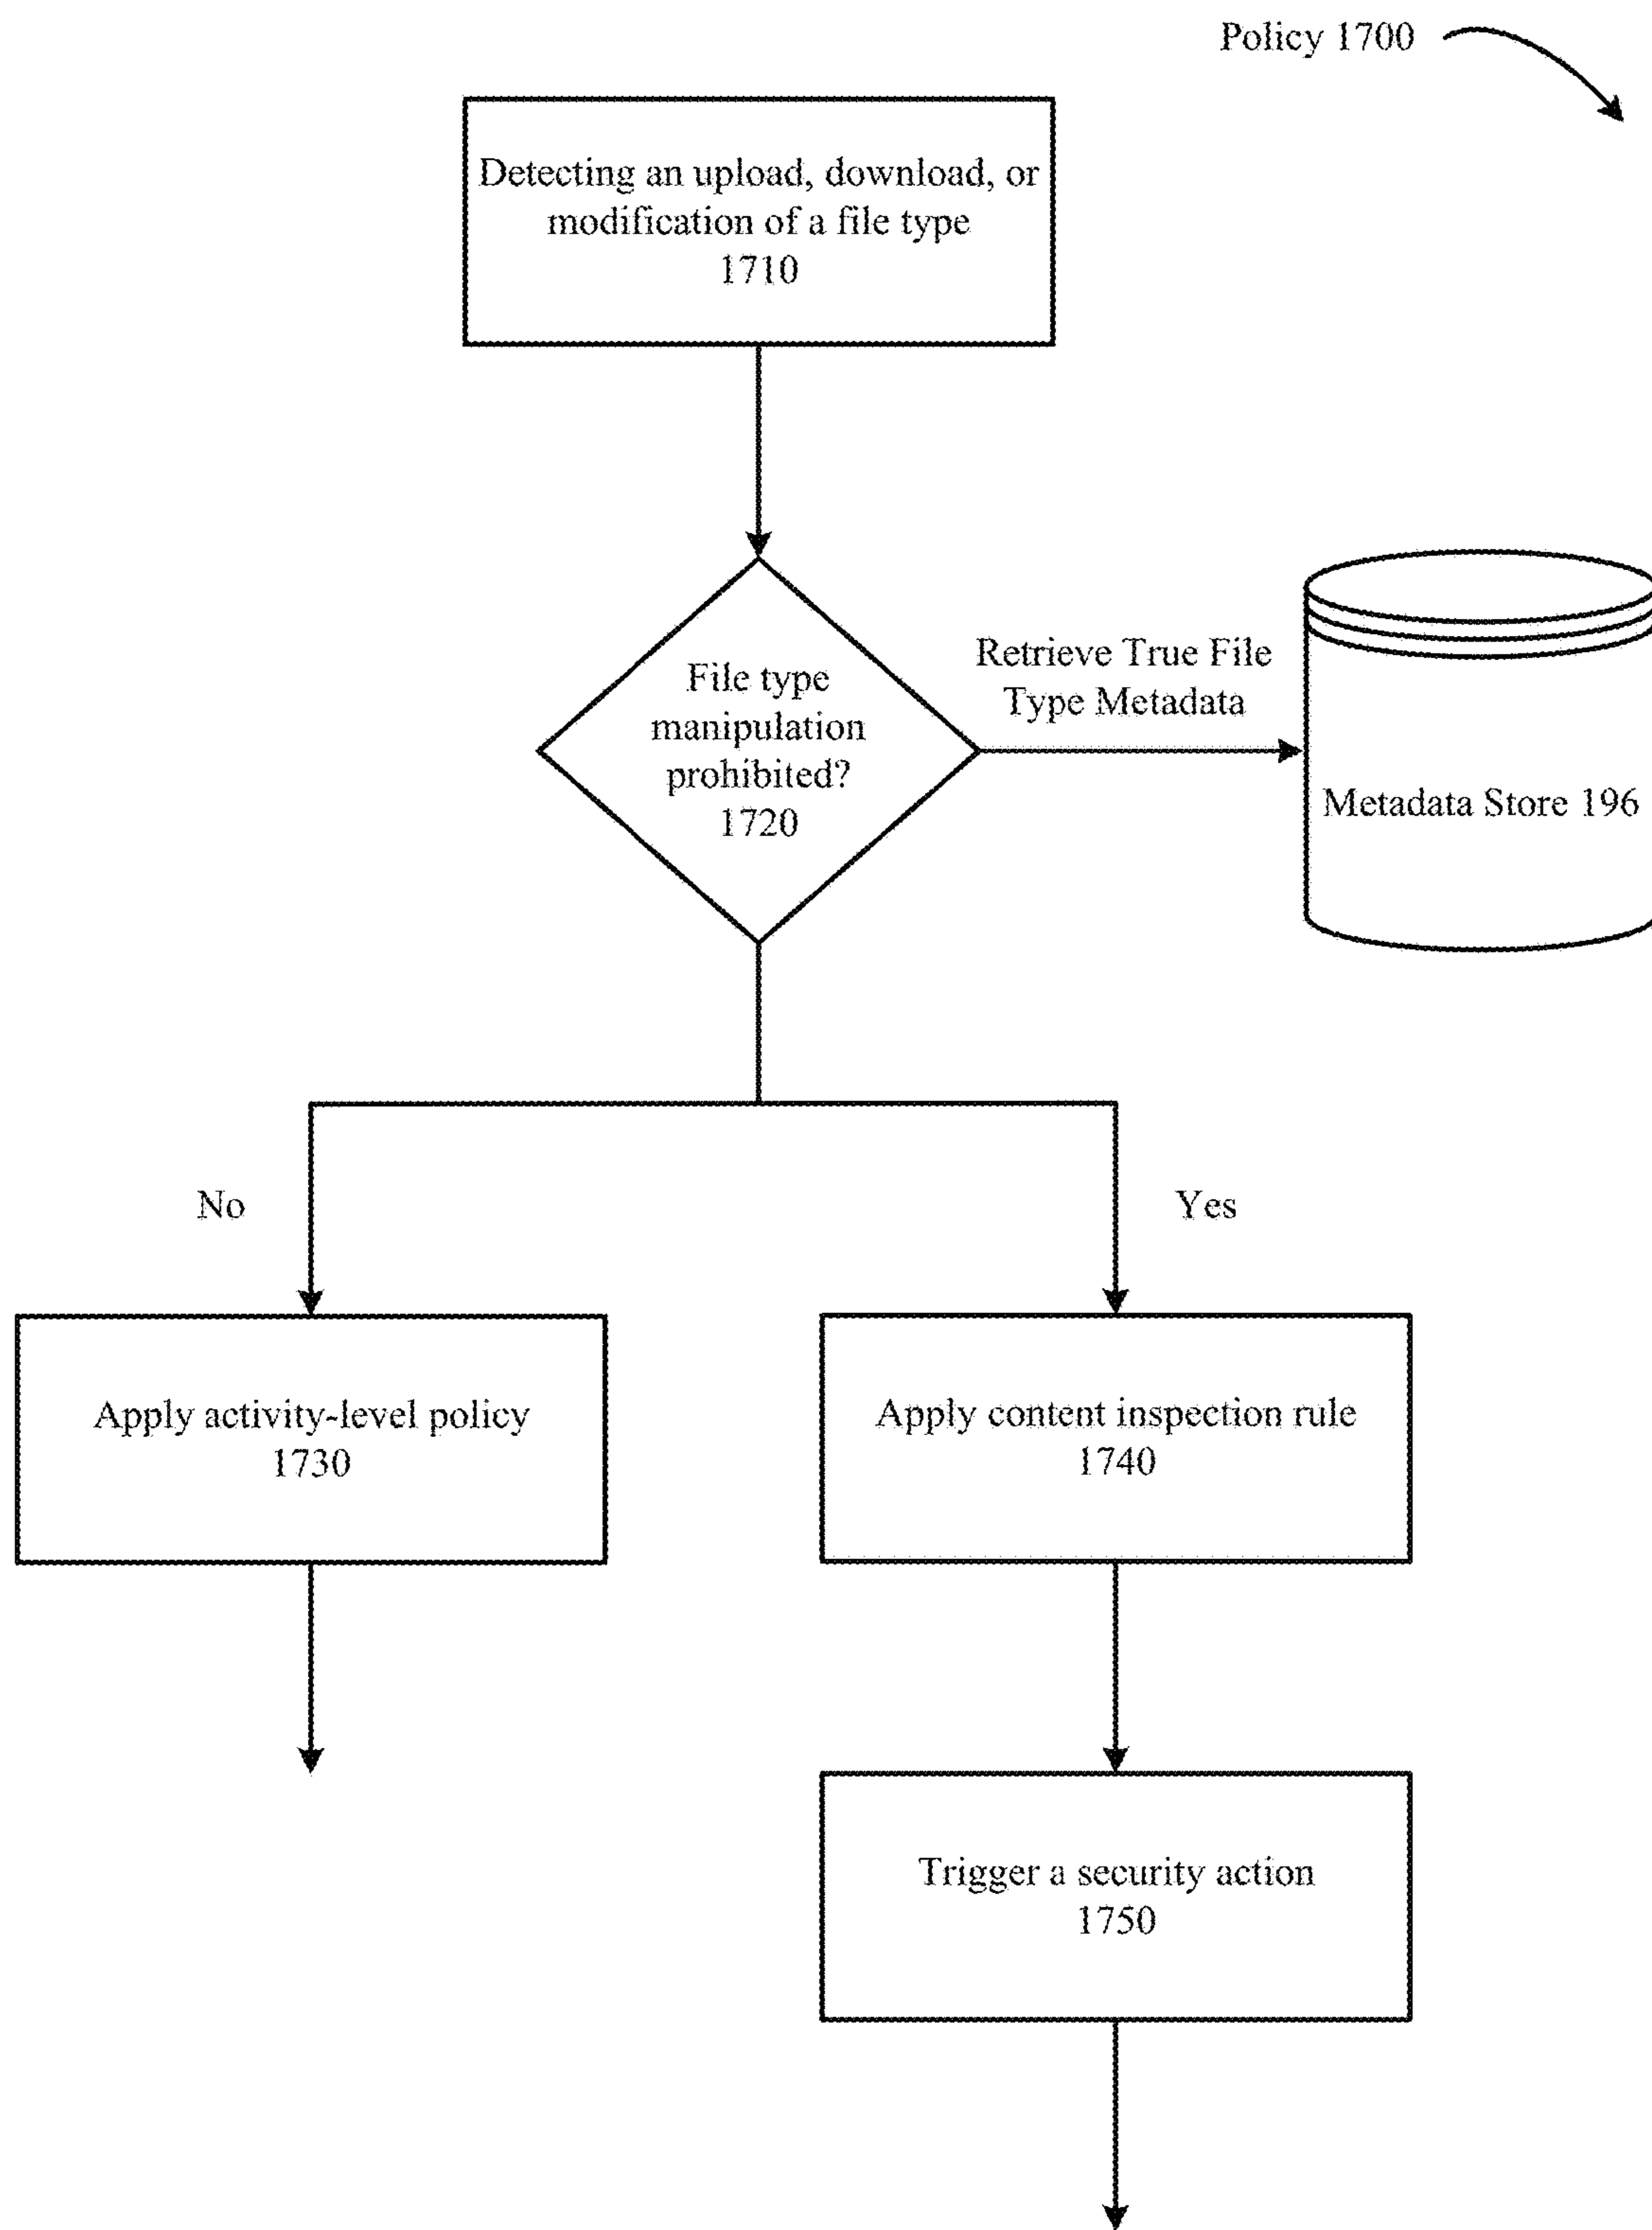 Policy 1700
Detecting an upload, download, or
modification of a file type
1710
File type
manipulation
prohibited?
1720
Retrieve True File
Type Metadata
Metadata Store 196
No
Yes
Apply activity-level policy
1730
Apply content inspection rule
1740
Trigger a security action
1750